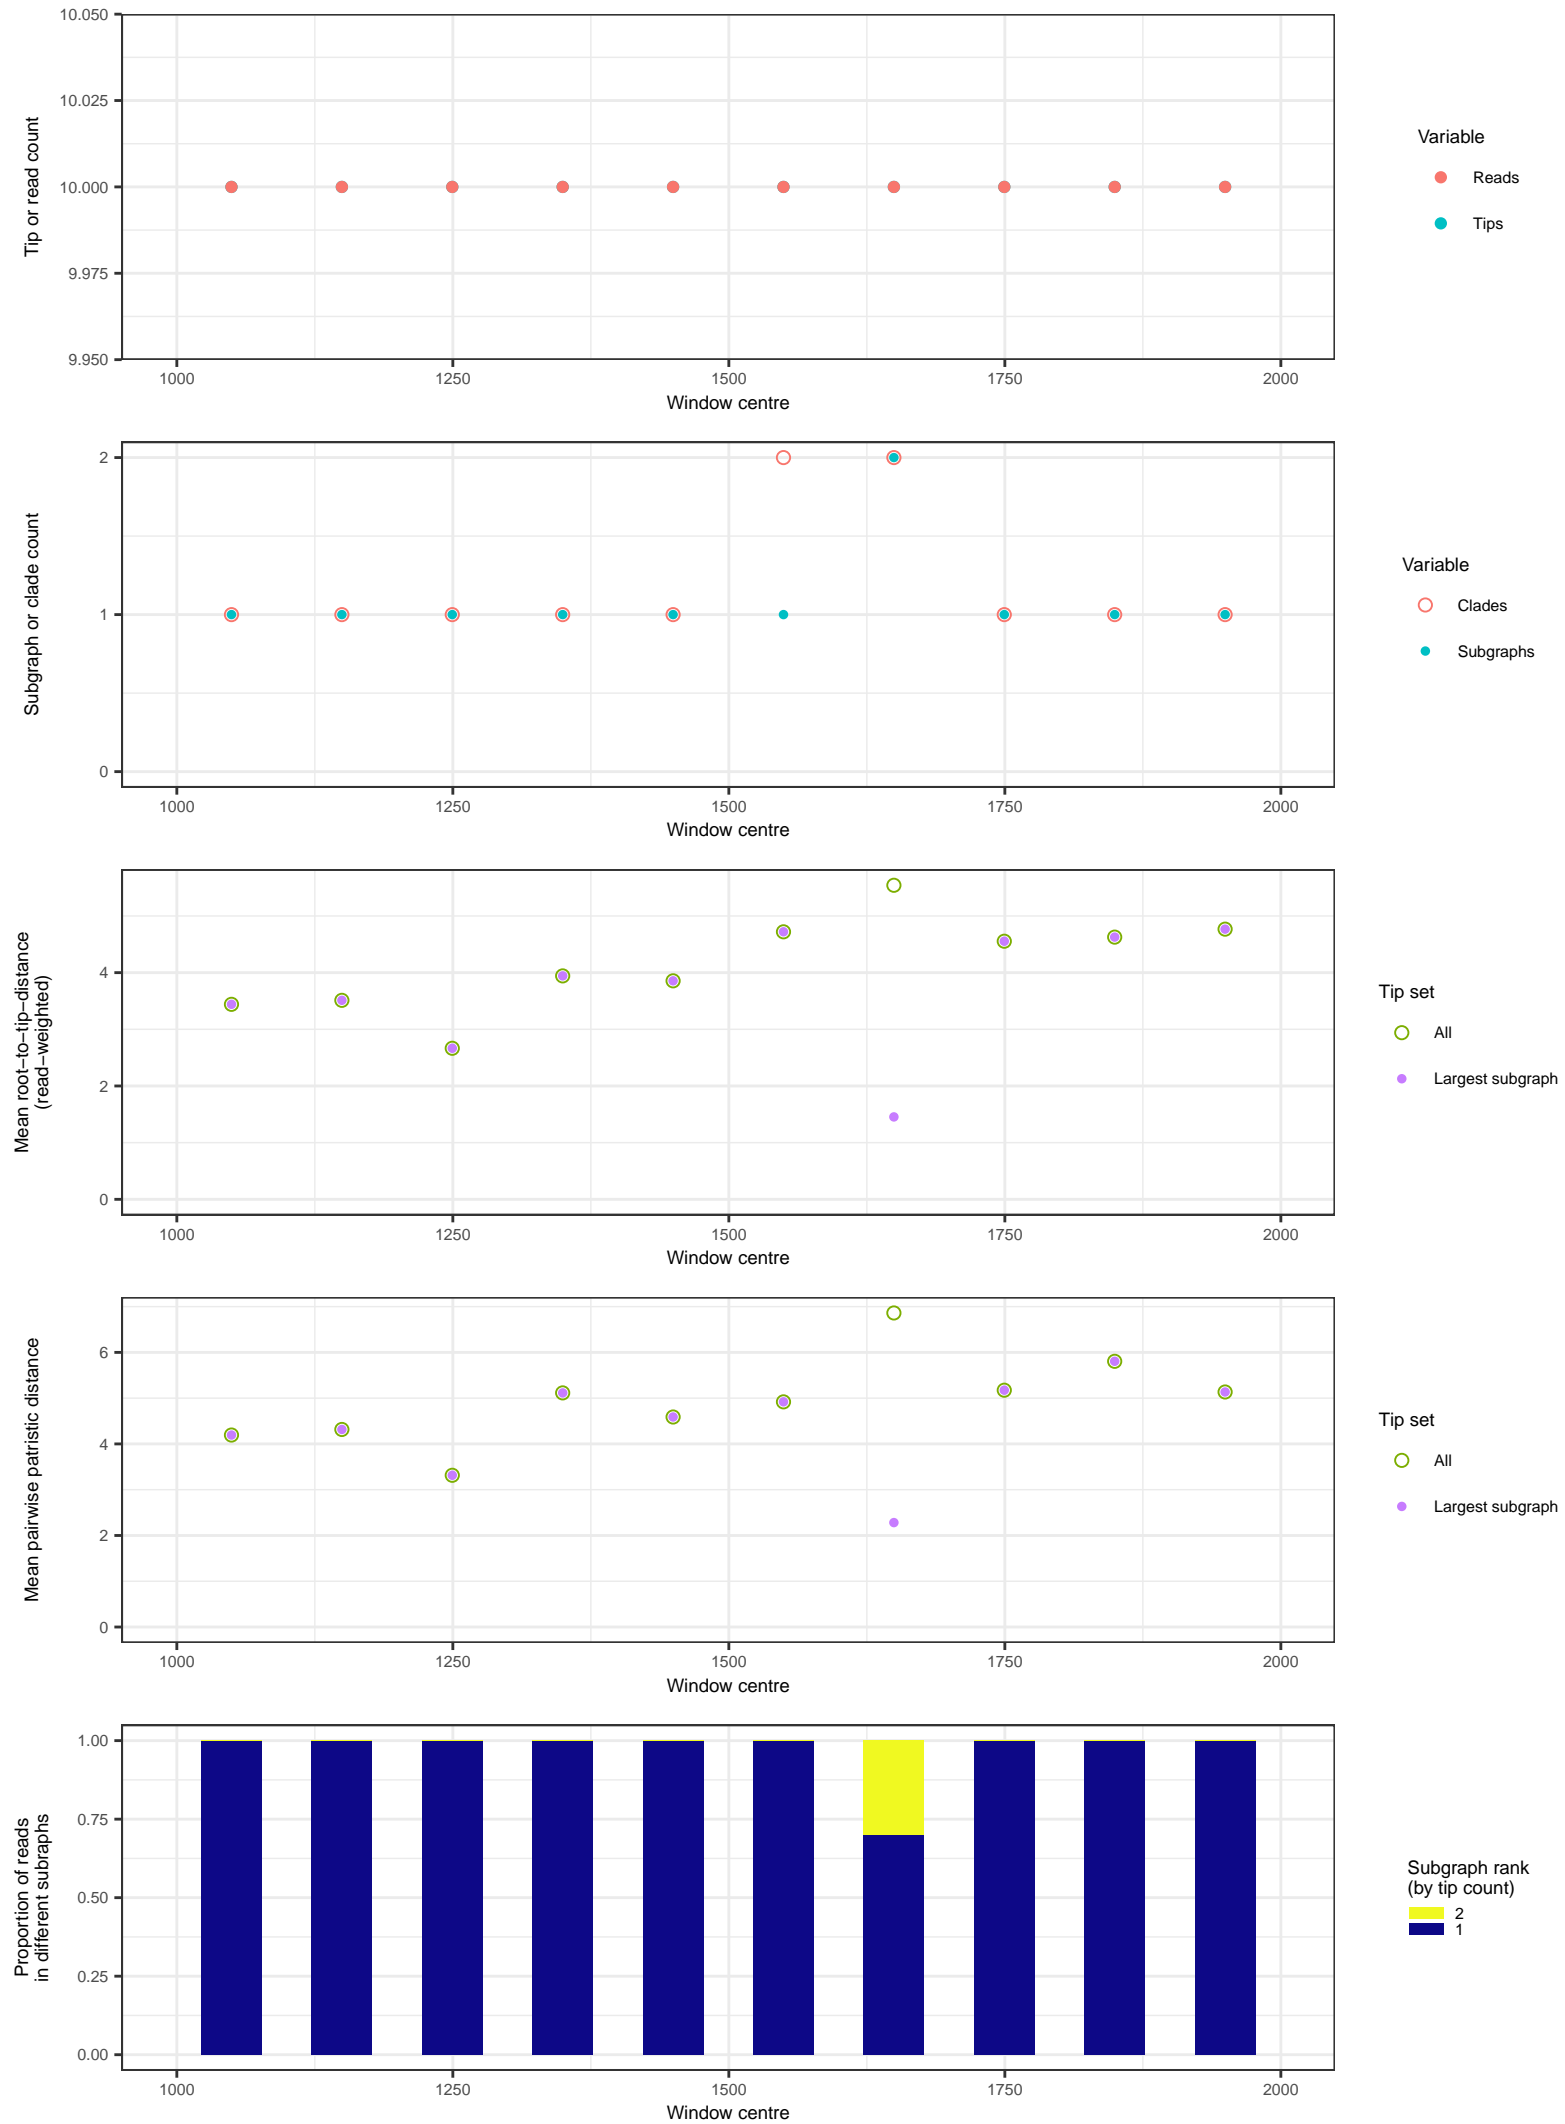 10.050
10.025
10.000
9.975
9.950
Tip or read count
1000 1250 1500 1750 2000
Window centre
Variable
Reads
Tips
2
1
0
Subgraph or clade count
1000 1250 1500 1750 2000
Window centre
Variable
Clades
Subgraphs
4
2
0
Mean root−to−tip−distance
(read−weighted)
1000 1250 1500 1750 2000
Window centre
Tip set
All
Largest subgraph
6
4
2
0
Mean pairwise patristic distance
1000 1250 1500 1750 2000
Window centre
Tip set
All
Largest subgraph
1.00
0.75
0.50
0.25
0.00
Proportion of reads
in different subraphs
1000 1250 1500 1750 2000
Window centre
Subgraph rank
(by tip count)
2
1